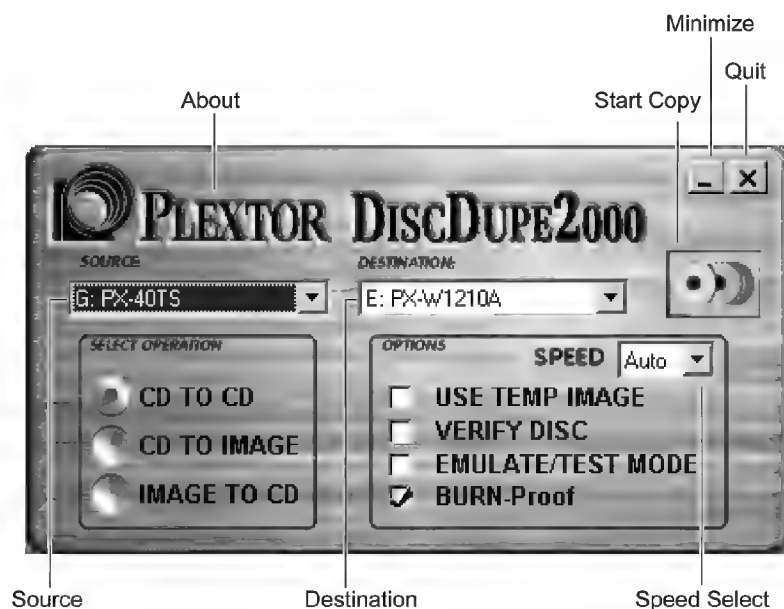 Minimize
Quit
About
Start Copy
PLEXTOR DISCDUPE2000
SOURCE:
DESTINATION:
G: PX-40TS
E: PX-W1210A
SELECT OPERATION
OPTIONS
SPEED
Auto
CD TO CD
USE TEMP IMAGE
CD TO IMAGE
VERIFY DISC
EMULATE/TEST MODE
IMAGE TO CD
BURN-Proof
Source
Destination
Speed Select